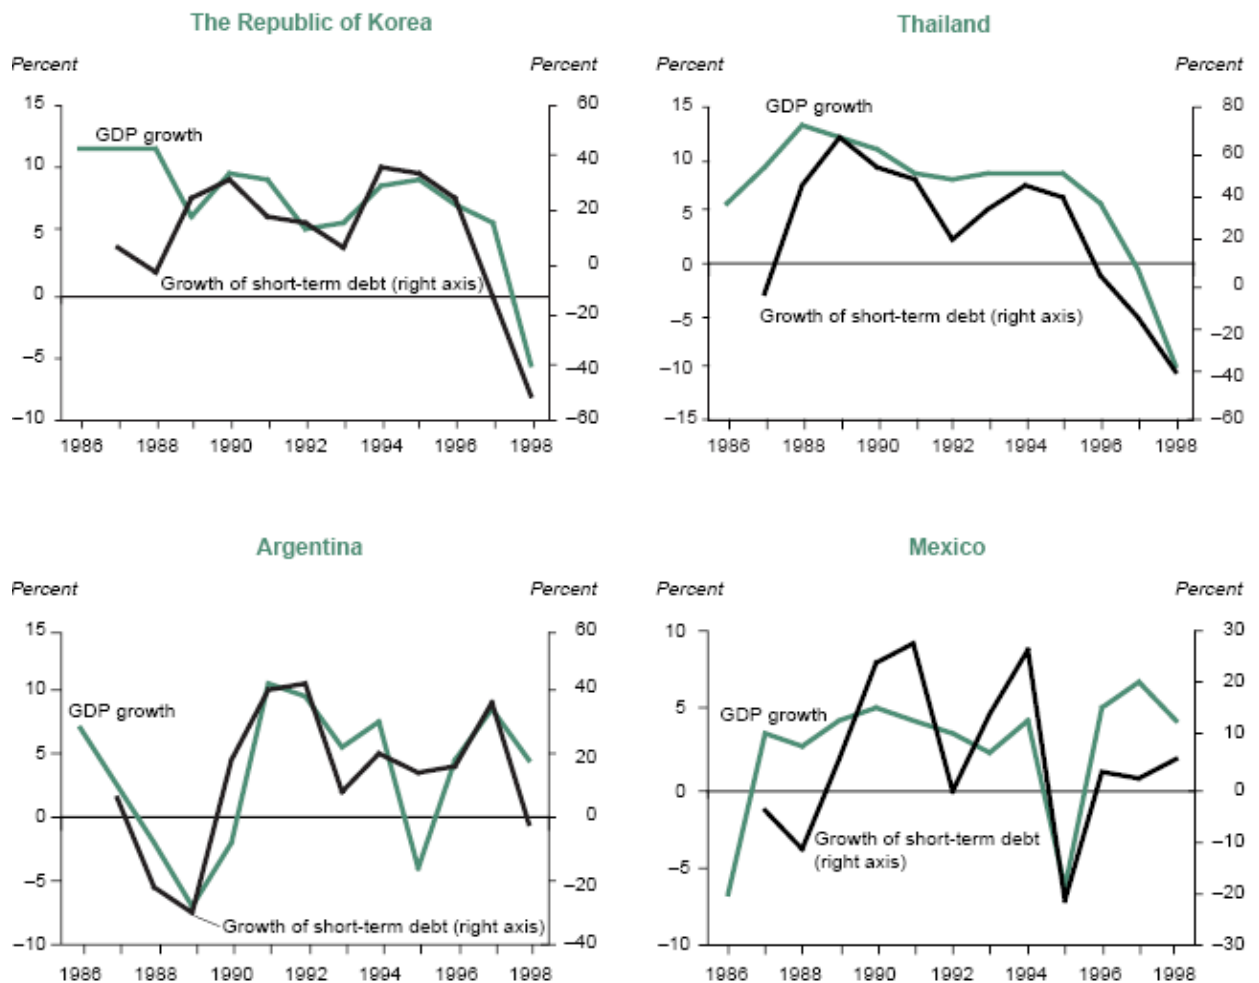 The Republic of Korea
Percent
Percent
15
10
5
0
–5
–10
60
40
20
0
–20
–40
–60
GDP growth
Growth of short-term debt (right axis)
1986 1988 1990 1992 1994 1996 1998
Thailand
Percent
Percent
15
10
5
0
–5
–10
–15
80
60
40
20
0
–20
–40
–60
GDP growth
Growth of short-term debt (right axis)
1986 1988 1990 1992 1994 1996 1998
Argentina
Percent
Percent
15
10
5
0
–5
–10
60
40
20
0
–20
–40
GDP growth
Growth of short-term debt (right axis)
1986 1988 1990 1992 1994 1996 1998
Mexico
Percent
Percent
10
5
0
–5
–10
30
20
10
0
–10
–20
–30
GDP growth
Growth of short-term debt
(right axis)
1986 1988 1990 1992 1994 1996 1998